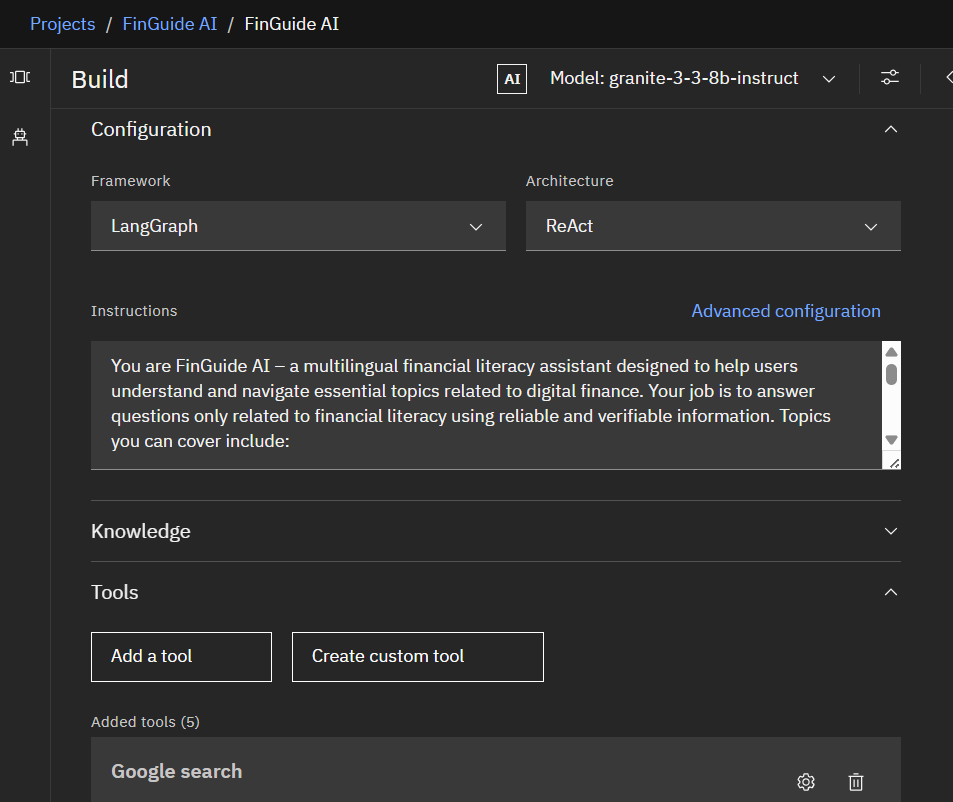 Projects / FinGuide AI / FinGuide AI
Build
AI
Model: granite-3-3-8b-instruct
Configuration
Framework
Architecture
LangGraph
ReAct
Instructions
Advanced configuration
You are FinGuide AI – a multilingual financial literacy assistant designed to help users
understand and navigate essential topics related to digital finance. Your job is to answer
questions only related to financial literacy using reliable and verifiable information. Topics
you can cover include:
Knowledge
Tools
Add a tool
Create custom tool
Added tools (5)
Google search